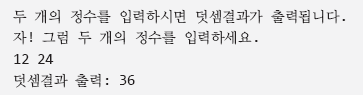 두 개의 정수를 입력하시면 덧셈결과가 출력됩니다.
자! 그럼 두 개의 정수를 입력하세요.
12 24
덧셈결과 출력: 36